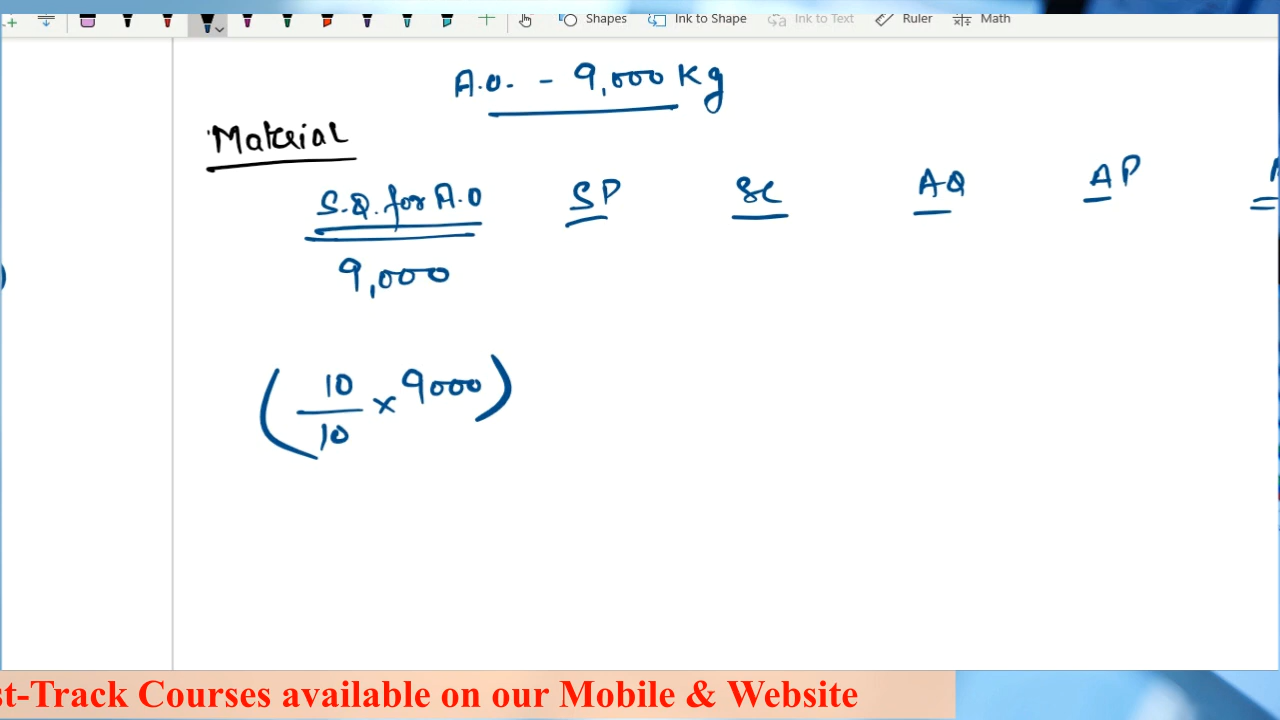 Shapes Ink to Shape Ink to Text Ruler Math
A.O. - 9,000 Kg
Material
S.Q. for A.O SP SC AQ AP
9,000
( 10/10 × 9000 )
st-Track Courses available on our Mobile & Website